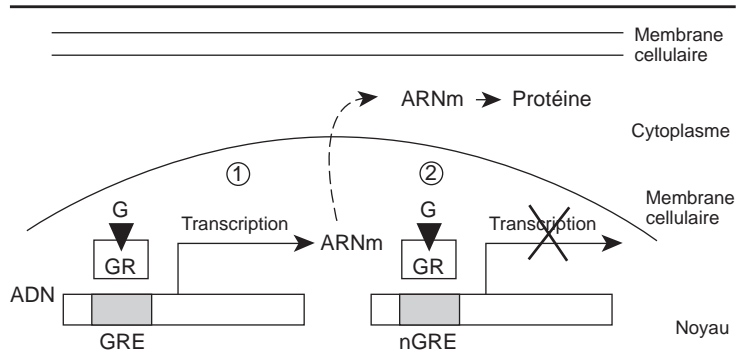 Membrane
cellulaire
ARNm
Protéine
Cytoplasme
1
2
Membrane
cellulaire
G
Transcription
G
Transcription
ARNm
GR
GR
ADN
GRE
nGRE
Noyau